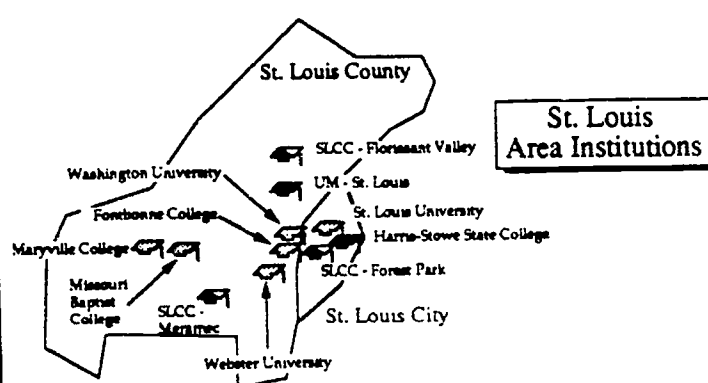 St. Louis County
St. Louis
Area Institutions
SLCC - Florissant Valley
Washington University
UM - St. Louis
Fontbonne College
St. Louis University
Maryville College
Harris-Stowe State College
SLCC - Forest Park
Missouri
Baptist
College
SLCC -
Meramec
St. Louis City
Webster University